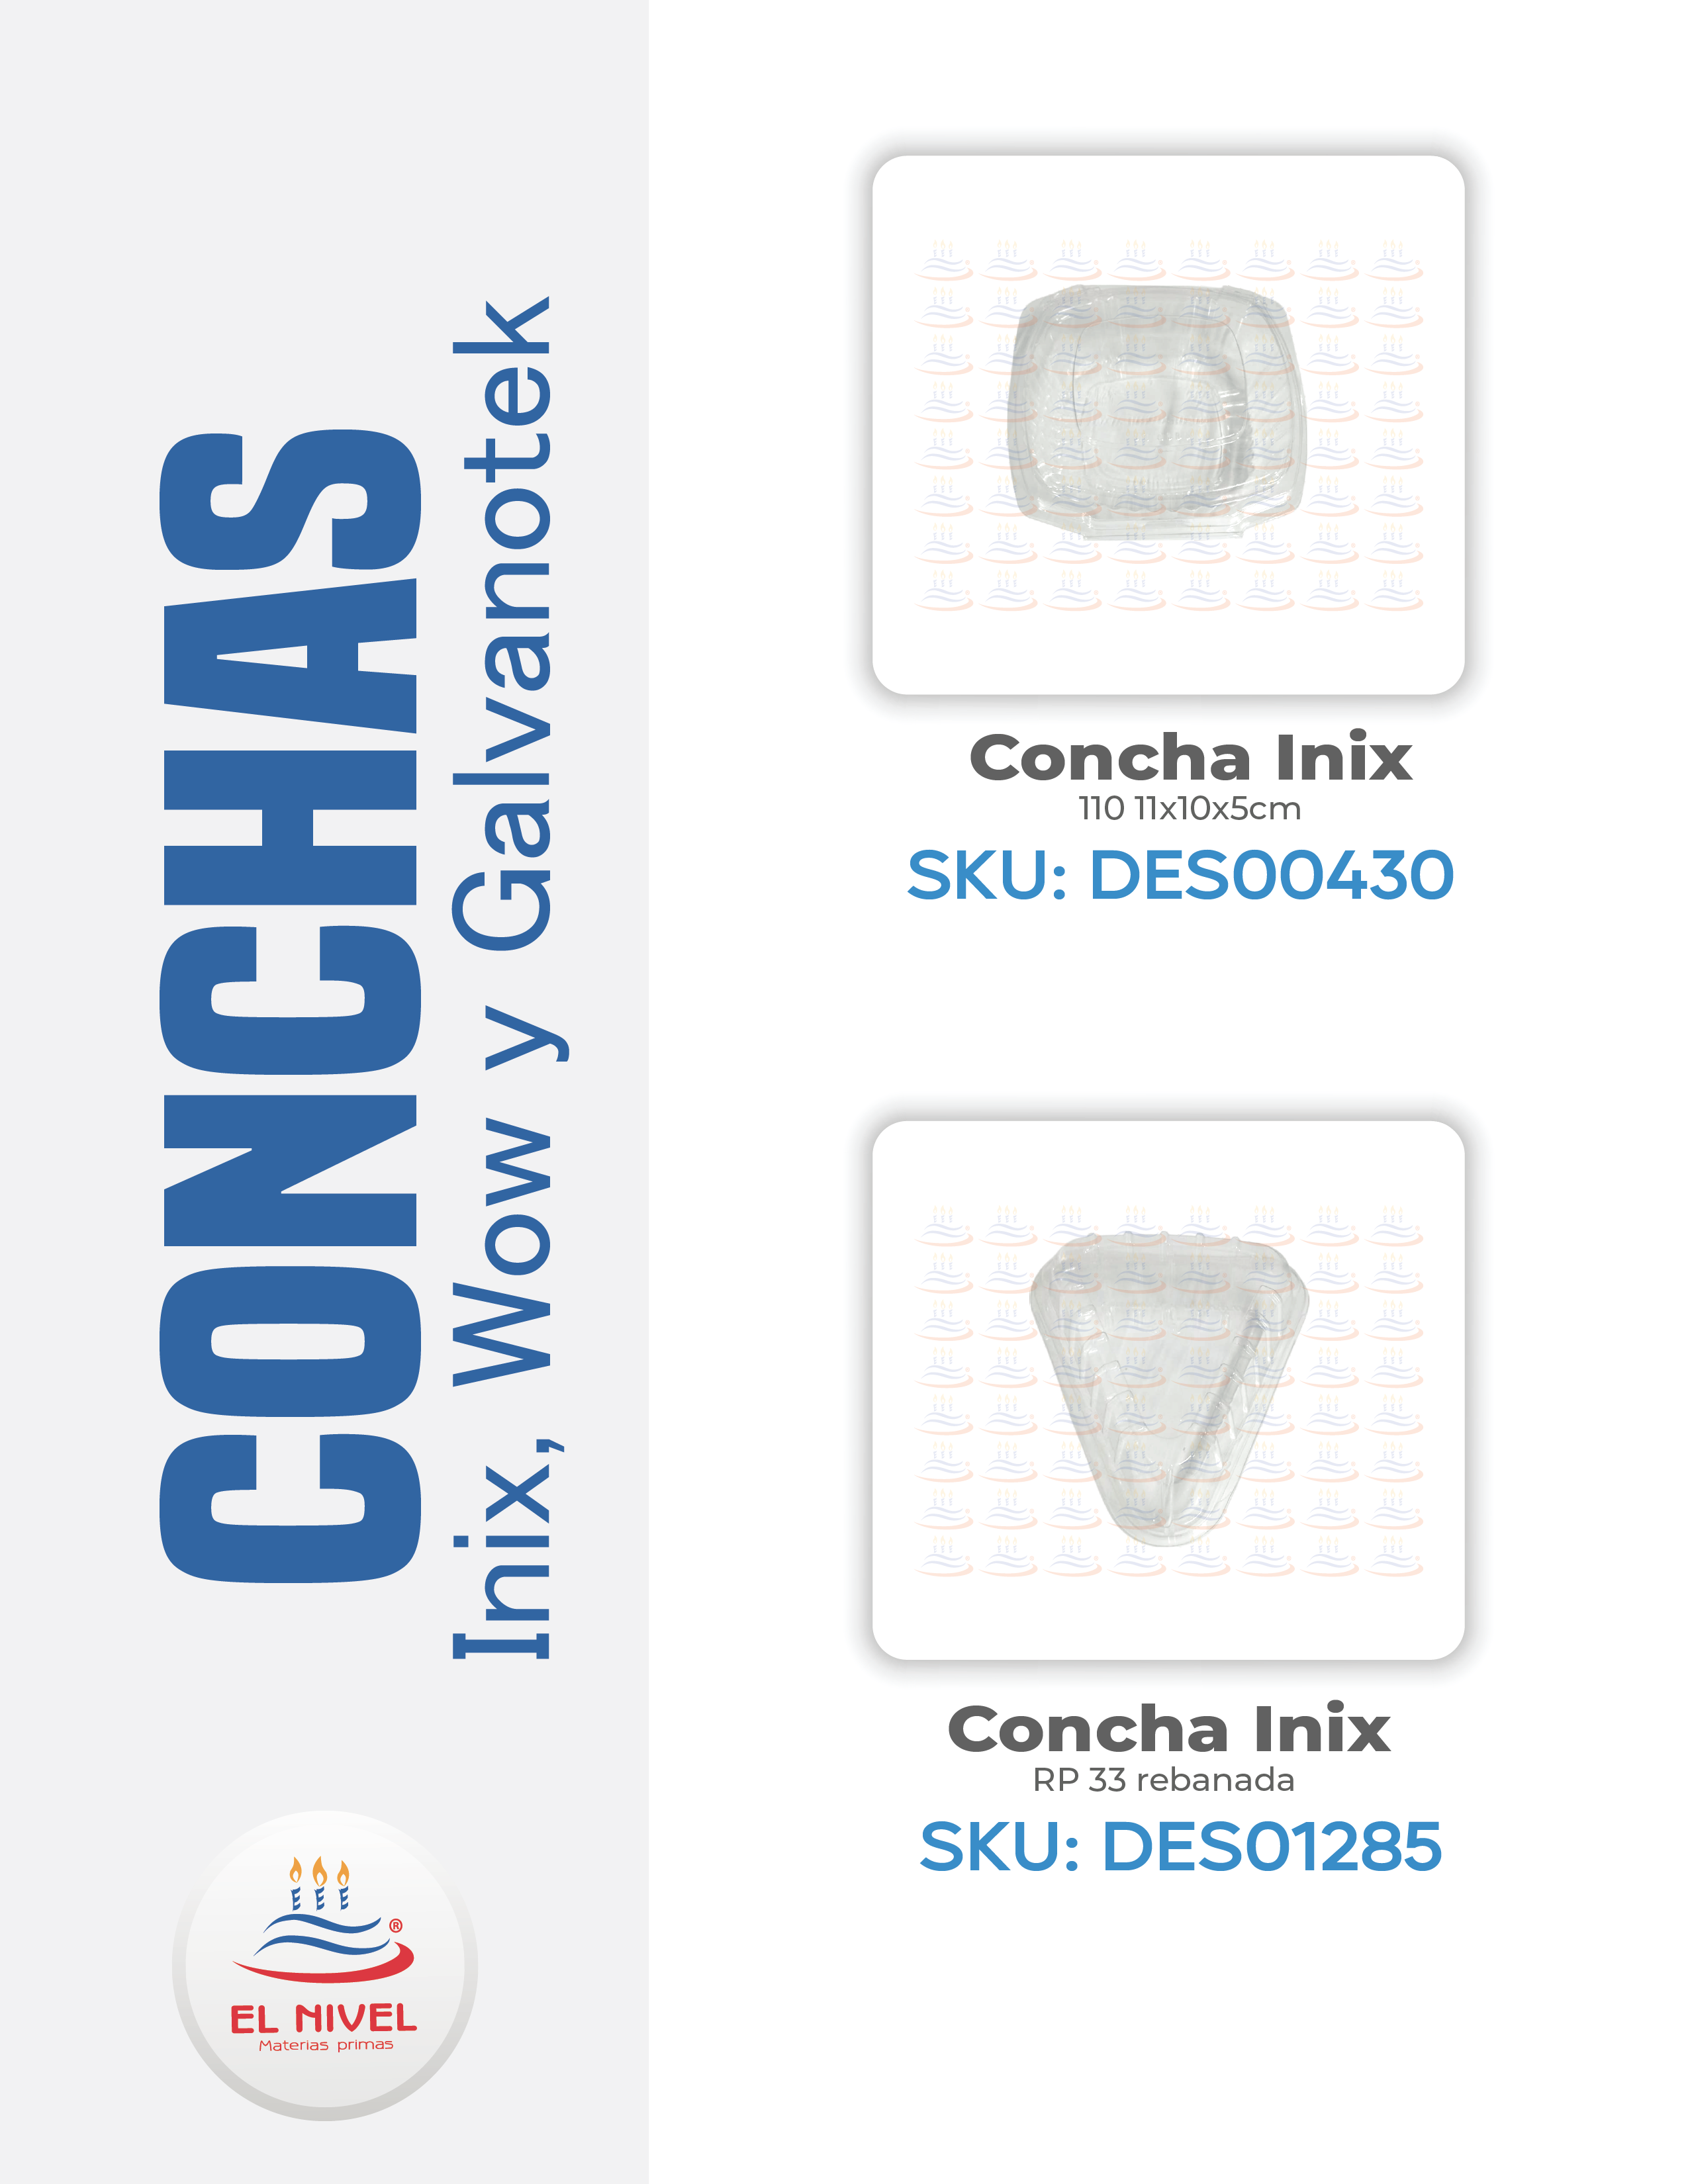 CONCHAS
Inix, Wow y Galvanotek
Concha Inix
110 11x10x5cm
SKU: DES00430
Concha Inix
RP 33 rebanada
SKU: DES01285
®
EL NIVEL
Materias primas